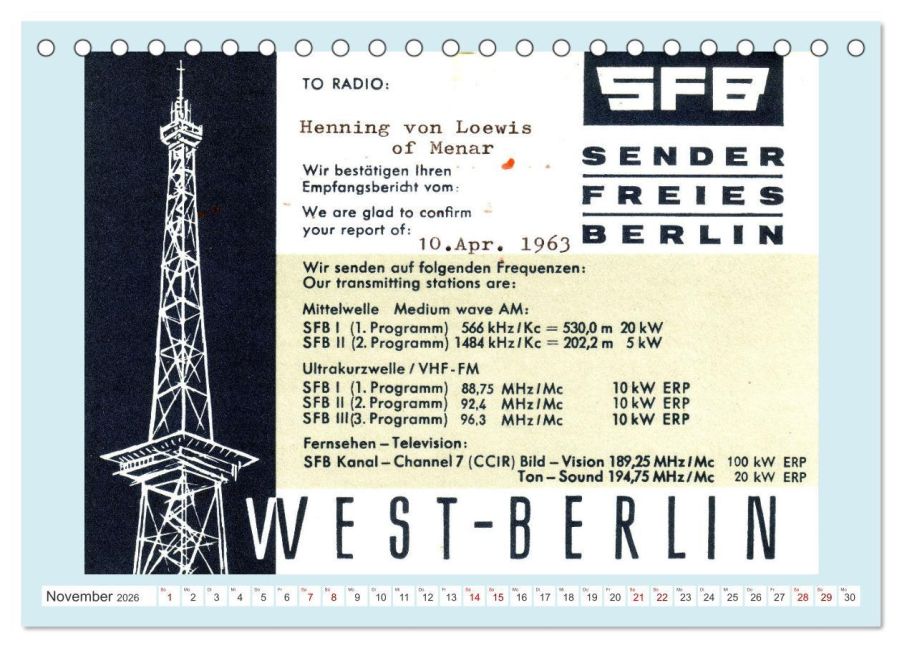 TO RADIO:
SFB
Henning von Loewis
of Menar
SENDER
FREIES
BERLIN
Wir bestätigen Ihren
Empfangsbericht vom:
We are glad to confirm
your report of:
10.Apr. 1963
Wir senden auf folgenden Frequenzen:
Our transmitting stations are:
Mittelwelle Medium wave AM:
SFB I (1. Programm) 566 kHz/Kc = 530,0 m 20 kW
SFB II (2. Programm) 1484 kHz/Kc = 202,2 m 5 kW
Ultrakurzwelle / VHF-FM
SFB I (1. Programm) 88,75 MHz/Mc 10 kW ERP
SFB II (2. Programm) 92,4 MHz/Mc 10 kW ERP
SFB III (3. Programm) 96,3 MHz/Mc 10 kW ERP
Fernsehen – Television:
SFB Kanal – Channel 7 (CCIR) Bild – Vision 189,25 MHz/Mc 100 kW ERP
Ton – Sound 194,75 MHz/Mc 20 kW ERP
WEST-BERLIN
November 2026 1 2 3 4 5 6 7 8 9 10 11 12 13 14 15 16 17 18 19 20 21 22 23 24 25 26 27 28 29 30